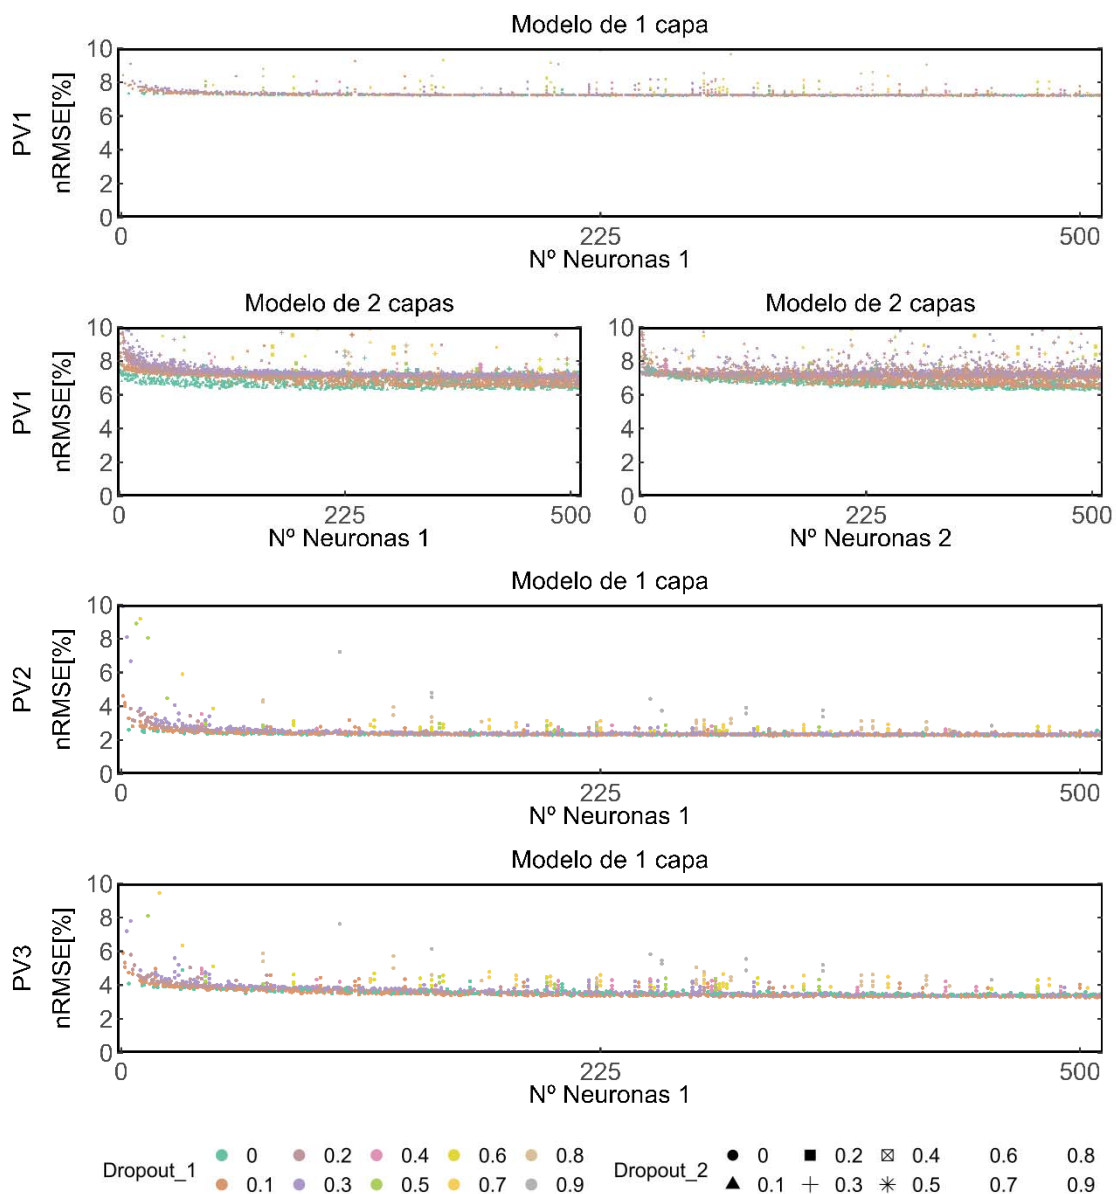 Modelo de 1 capa
10
8
6
4
2
0
PV1
nRMSE[%]
0 225 500
Nº Neuronas 1
Modelo de 2 capas Modelo de 2 capas
10 10
8 8
6 6
4 4
2 2
0 0
PV1
nRMSE[%]
0 225 500 0 225 500
Nº Neuronas 1 Nº Neuronas 2
Modelo de 1 capa
10
8
6
4
2
0
PV2
nRMSE[%]
0 225 500
Nº Neuronas 1
Modelo de 1 capa
10
8
6
4
2
0
PV3
nRMSE[%]
0 225 500
Nº Neuronas 1
Dropout_1 0 0.2 0.4 0.6 0.8
0.1 0.3 0.5 0.7 0.9
Dropout_2 0 0.2 0.4 0.6 0.8
0.1 0.3 0.5 0.7 0.9